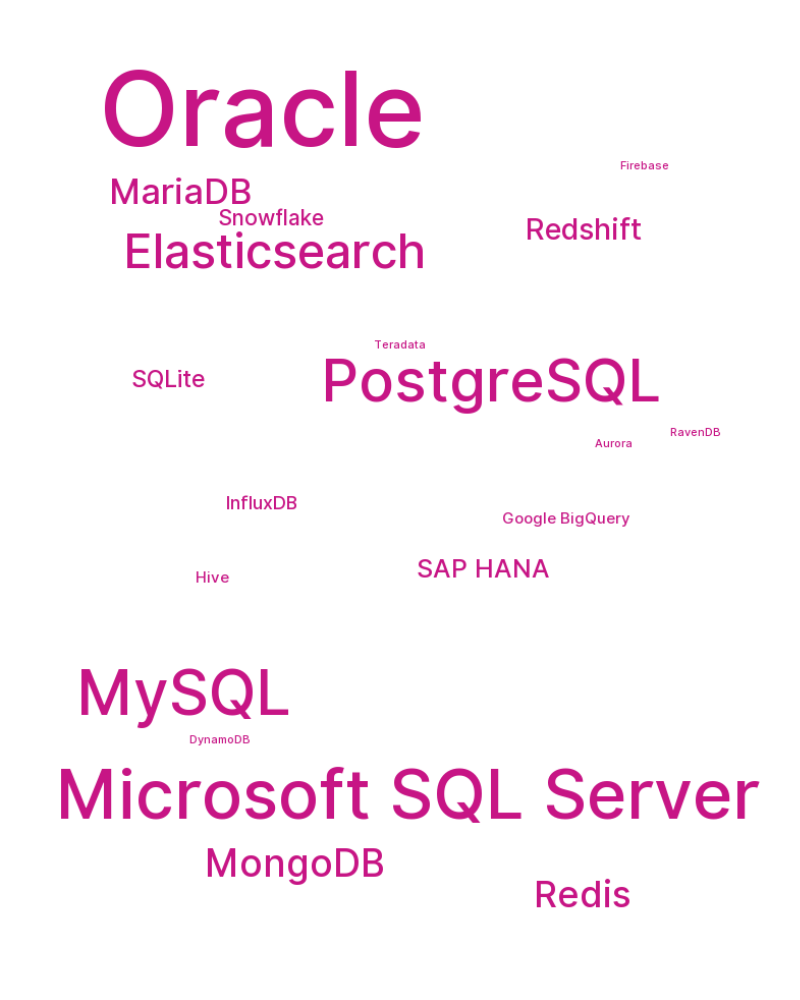 Oracle
Firebase
MariaDB
Snowflake
Redshift
Elasticsearch
Teradata
SQLite
PostgreSQL
RavenDB
Aurora
InfluxDB
Google BigQuery
SAP HANA
Hive
MySQL
DynamoDB
Microsoft SQL Server
MongoDB
Redis